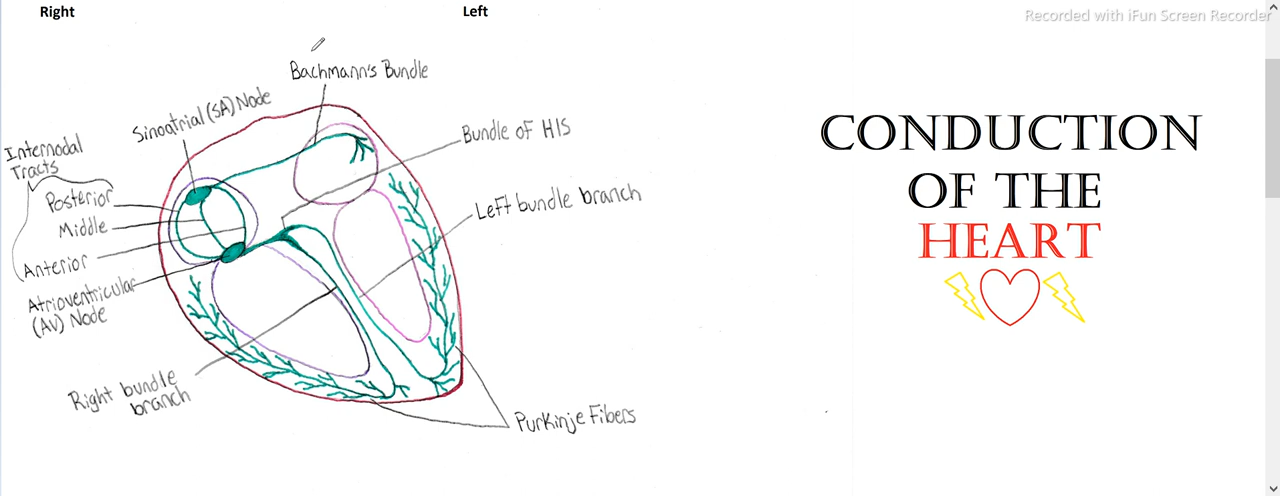 Right
Left
Recorded with iFun Screen Recorder
Bachmann's Bundle
Sinoatrial (SA) Node
Bundle of HIS
Internodal
Tracts
Posterior
Middle
Anterior
Left bundle branch
Atrioventricular
(AV) Node
Right bundle
branch
Purkinje Fibers
CONDUCTION
OF THE
HEART